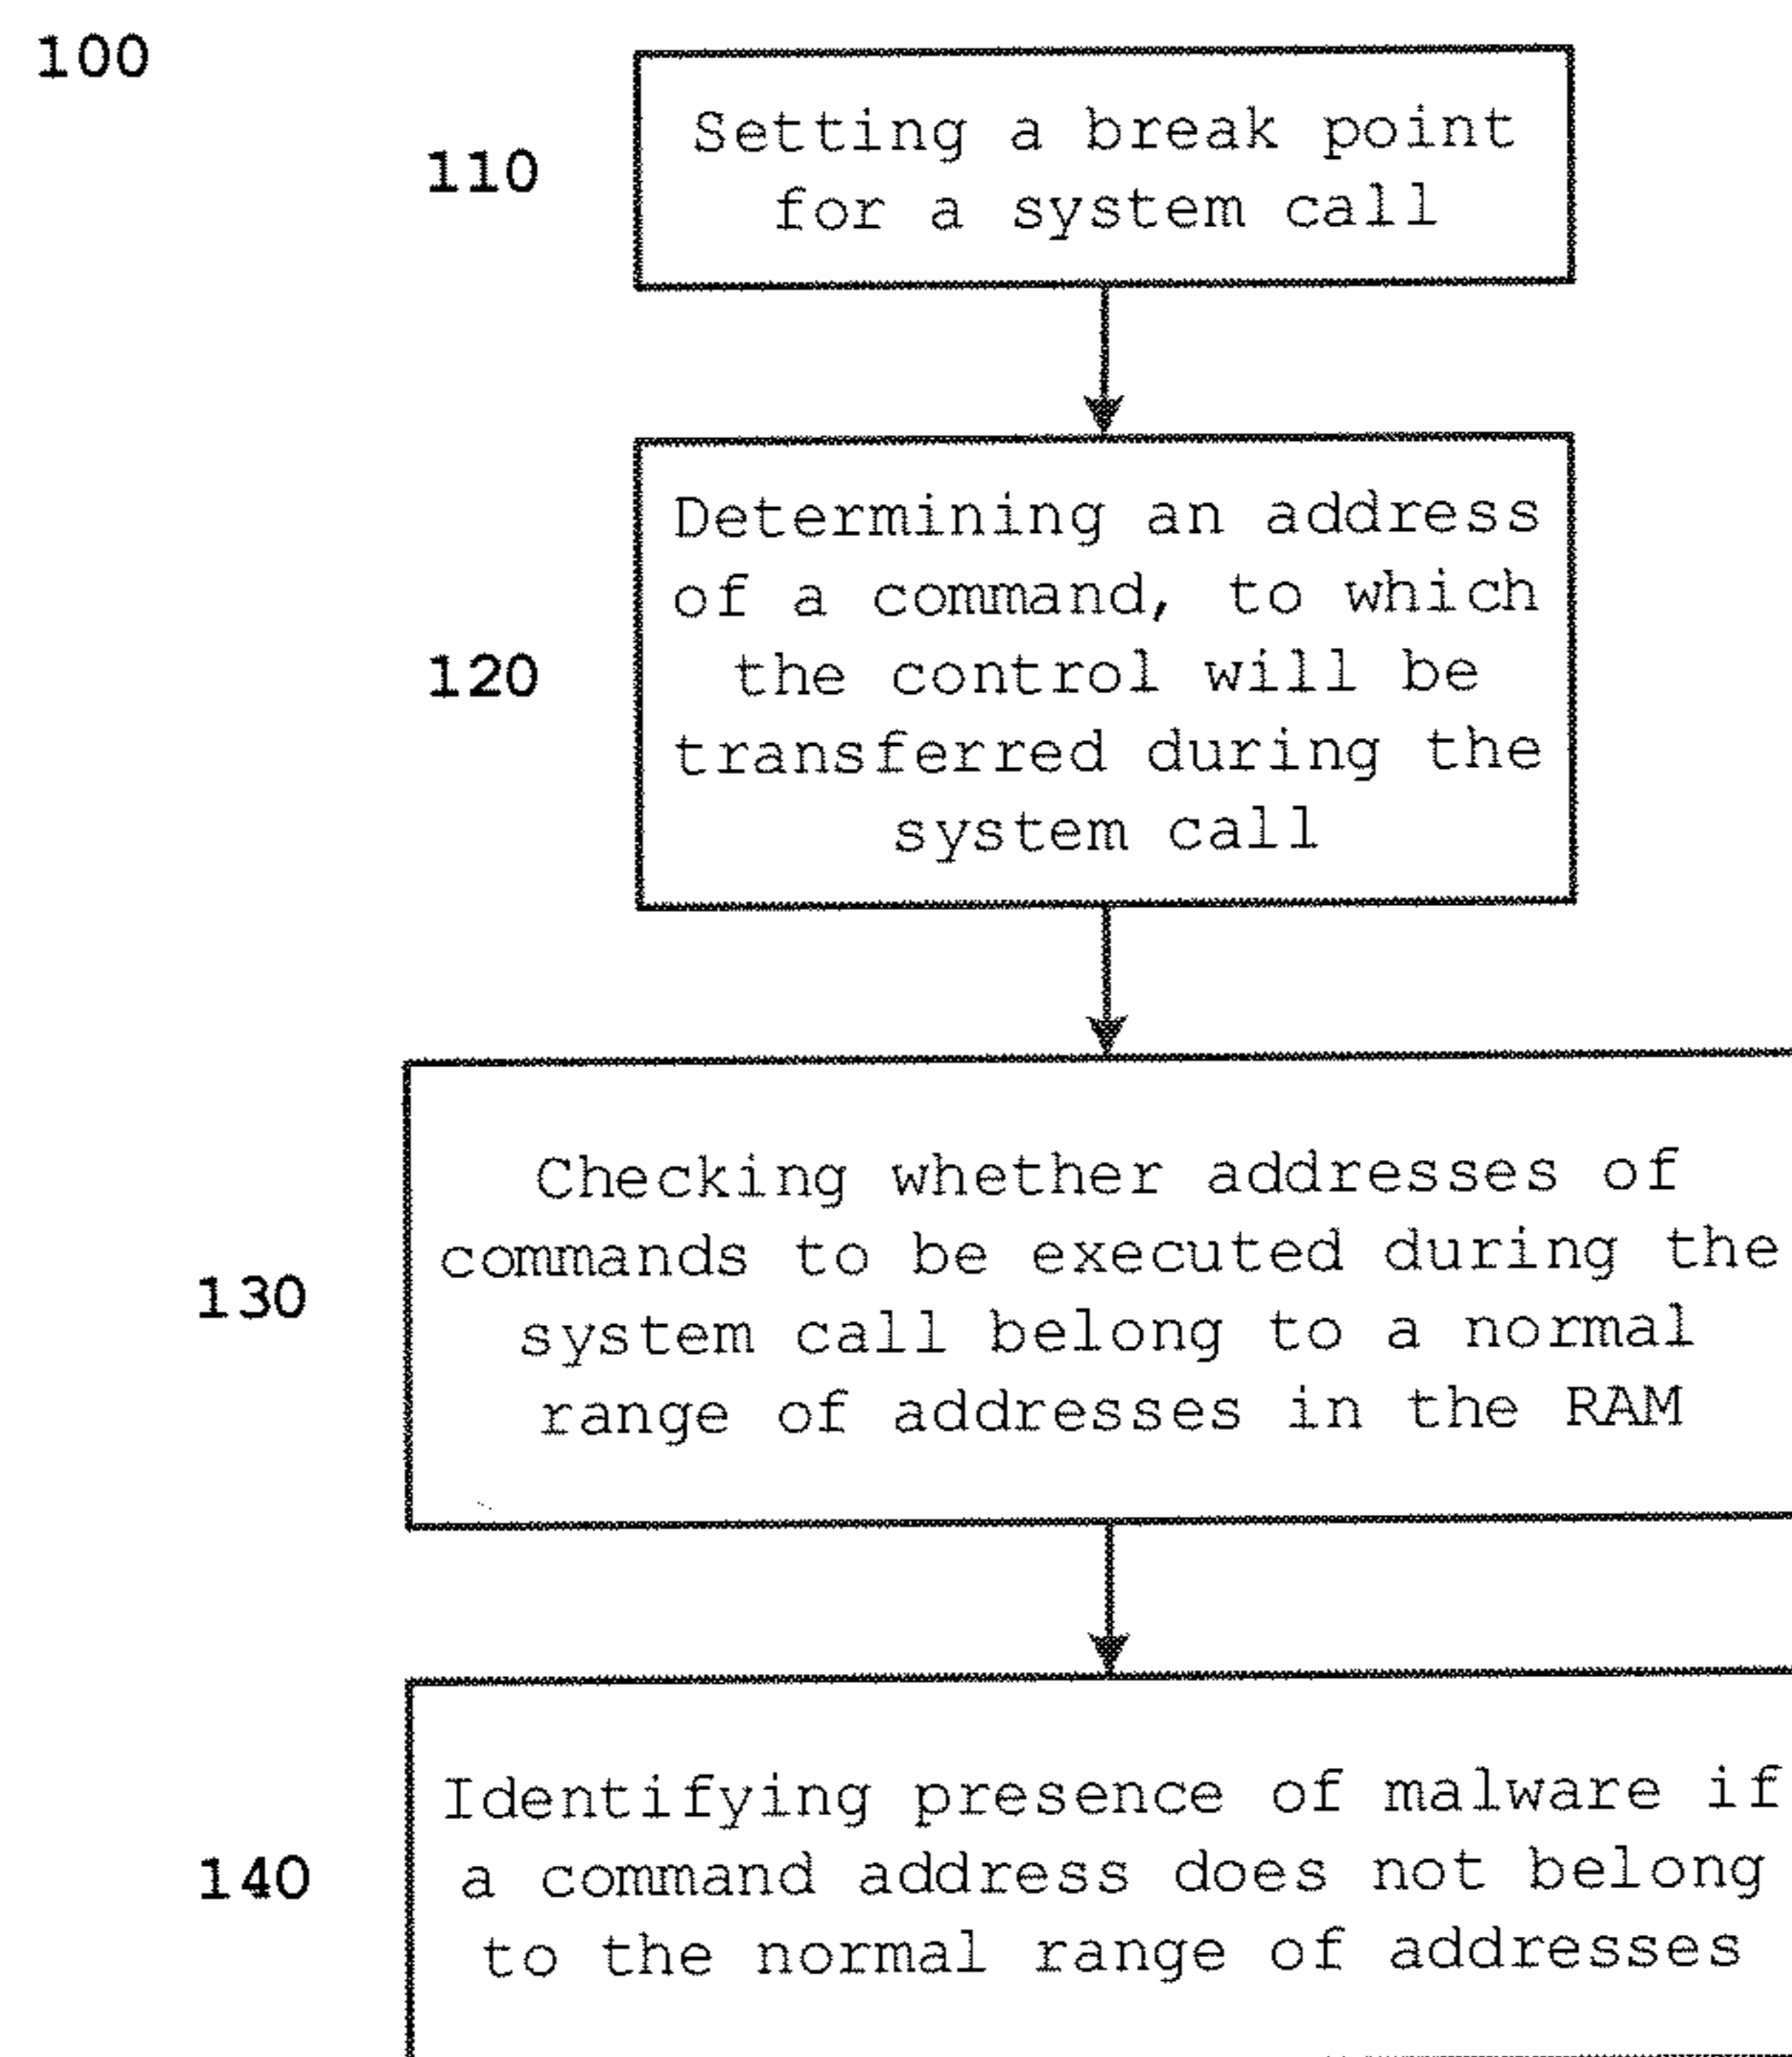 100
110
Setting a break point
for a system call
120
Determining an address
of a command, to which
the control will be
transferred during the
system call
130
Checking whether addresses of
commands to be executed during the
system call belong to a normal
range of addresses in the RAM
140
Identifying presence of malware if
a command address does not belong
to the normal range of addresses